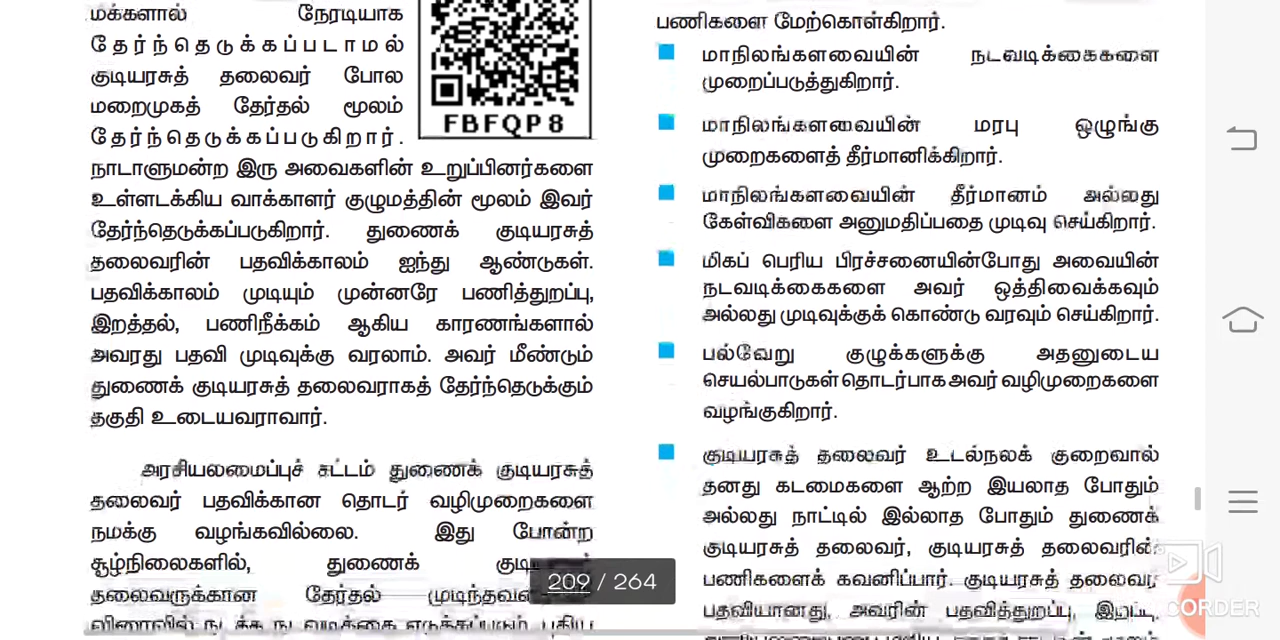 மக்களால் நேரடியாக
தேர்ந்தெடுக்கப்படாமல்
குடியரசுத் தலைவர் போல
மறைமுகத் தேர்தல் மூலம்
தேர்ந்தெடுக்கப்படுகிறார்.
நாடாளுமன்ற இரு அவைகளின் உறுப்பினர்களை
உள்ளடக்கிய வாக்காளர் குழுமத்தின் மூலம் இவர்
தேர்ந்தெடுக்கப்படுகிறார். துணைக் குடியரசுத்
தலைவரின் பதவிக்காலம் ஐந்து ஆண்டுகள்.
பதவிக்காலம் முடியும் முன்னரே பணித்துறப்பு,
இறத்தல், பணிநீக்கம் ஆகிய காரணங்களால்
அவரது பதவி முடிவுக்கு வரலாம். அவர் மீண்டும்
துணைக் குடியரசுத் தலைவராகத் தேர்ந்தெடுக்கும்
தகுதி உடையவராவார்.
அரசியலமைப்புச் சட்டம் துணைக் குடியரசுத்
தலைவர் பதவிக்கான தொடர் வழிமுறைகளை
நமக்கு வழங்கவில்லை. இது போன்ற
சூழ்நிலைகளில், துணைக்
தலைவருக்கான தேர்தல்
விரைவில் நடத்த நடவடிக்கை எடுக்கப்படும் புதிய
FBFQP8
பணிகளை மேற்கொள்கிறார்.
மாநிலங்களவையின் நடவடிக்கைகளை
முறைப்படுத்துகிறார்.
மாநிலங்களவையின் மரபு ஒழுங்கு
முறைகளைத் தீர்மானிக்கிறார்.
மாநிலங்களவையின் தீர்மானம் அல்லது
கேள்விகளை அனுமதிப்பதை முடிவு செய்கிறார்.
மிகப் பெரிய பிரச்சனையின்போது அவையின்
நடவடிக்கைகளை அவர் ஒத்திவைக்கவும்
அல்லது முடிவுக்குக் கொண்டு வரவும் செய்கிறார்.
பல்வேறு குழுக்களுக்கு அதனுடைய
செயல்பாடுகள் தொடர்பாக அவர் வழிமுறைகளை
வழங்குகிறார்.
குடியரசுத் தலைவர் உடல்நலக் குறைவால்
தனது கடமைகளை ஆற்ற இயலாத போதும்
அல்லது நாட்டில் இல்லாத போதும் துணைக்
குடியரசுத் தலைவர், குடியரசுத் தலைவரின்
பணிகளைக் கவனிப்பார். குடியரசுத் தலைவர்
பதவியானது, அவரின் பதவித்துறப்பு,
209 / 264
CORDER